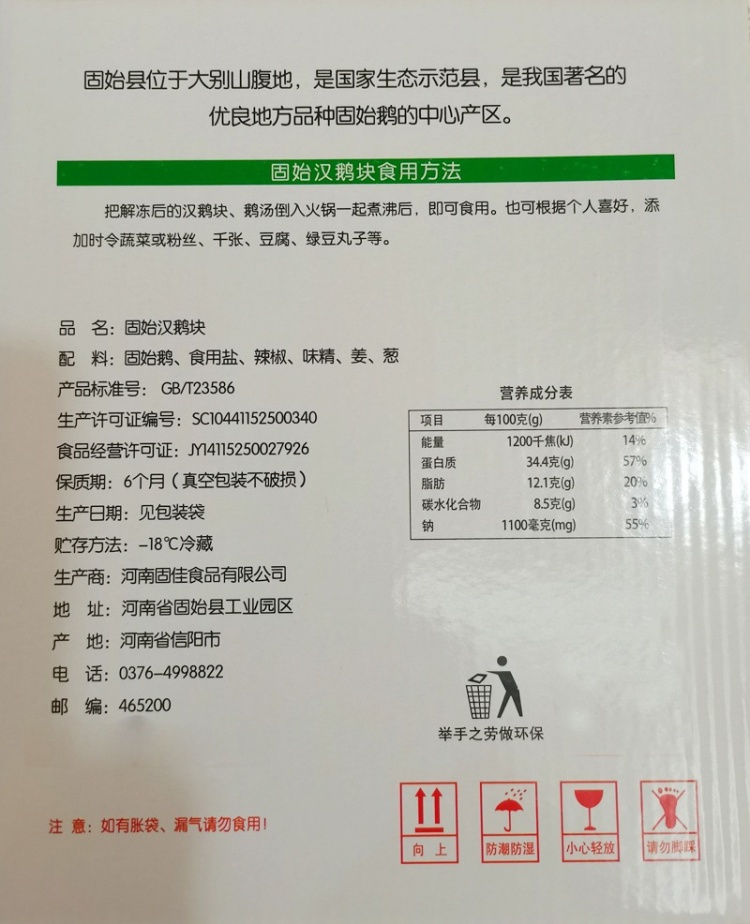 固始县位于大别山腹地，是国家生态示范县，是我国著名的
优良地方品种固始鹅的中心产区。
固始汉鹅块食用方法
把解冻后的汉鹅块、鹅汤倒入火锅一起煮沸后，即可食用。也可根据个人喜好，添
加时令蔬菜或粉丝、千张、豆腐、绿豆丸子等。
品 名：固始汉鹅块
配 料：固始鹅、食用盐、辣椒、味精、姜、葱
产品标准号： GB/T23586
生产许可证编号：SC10441152500340
食品经营许可证：JY14115250027926
保质期：6个月（真空包装不破损）
生产日期：见包装袋
贮存方法：-18℃冷藏
生产商：河南固佳食品有限公司
地 址：河南省固始县工业园区
产 地：河南省信阳市
电 话：0376-4998822
邮 编：465200
营养成分表
项目 每100克(g) 营养素参考值%
能量 1200千焦(kJ) 14%
蛋白质 34.4克(g) 57%
脂肪 12.1克(g) 20%
碳水化合物 8.5克(g) 3%
钠 1100毫克(mg) 55%
举手之劳做环保
注 意：如有胀袋、漏气请勿食用！
向 上 防潮防湿 小心轻放 请勿脚踩